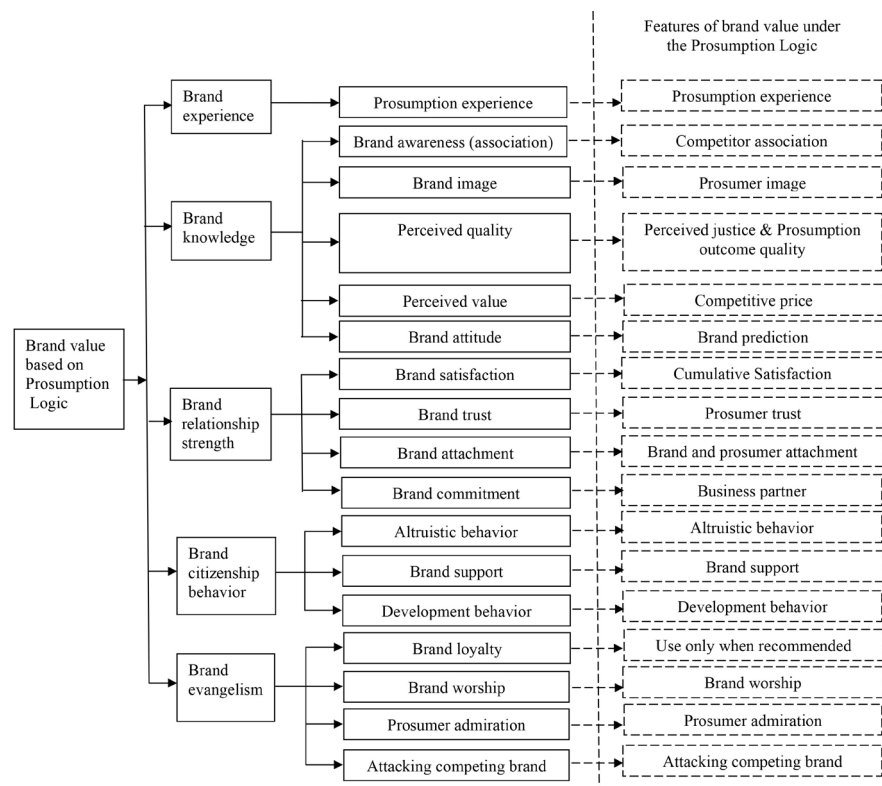 Features of brand value under
the Prosumption Logic
Brand
experience
Prosumption experience
Prosumption experience
Brand awareness (association)
Competitor association
Brand image
Prosumer image
Brand
knowledge
Perceived quality
Perceived justice & Prosumption
outcome quality
Perceived value
Competitive price
Brand attitude
Brand prediction
Brand value
based on
Prosumption
Logic
Brand satisfaction
Cumulative Satisfaction
Brand
relationship
strength
Brand trust
Prosumer trust
Brand attachment
Brand and prosumer attachment
Brand commitment
Business partner
Altruistic behavior
Altruistic behavior
Brand
citizenship
behavior
Brand support
Brand support
Development behavior
Development behavior
Brand loyalty
Use only when recommended
Brand
evangelism
Brand worship
Brand worship
Prosumer admiration
Prosumer admiration
Attacking competing brand
Attacking competing brand